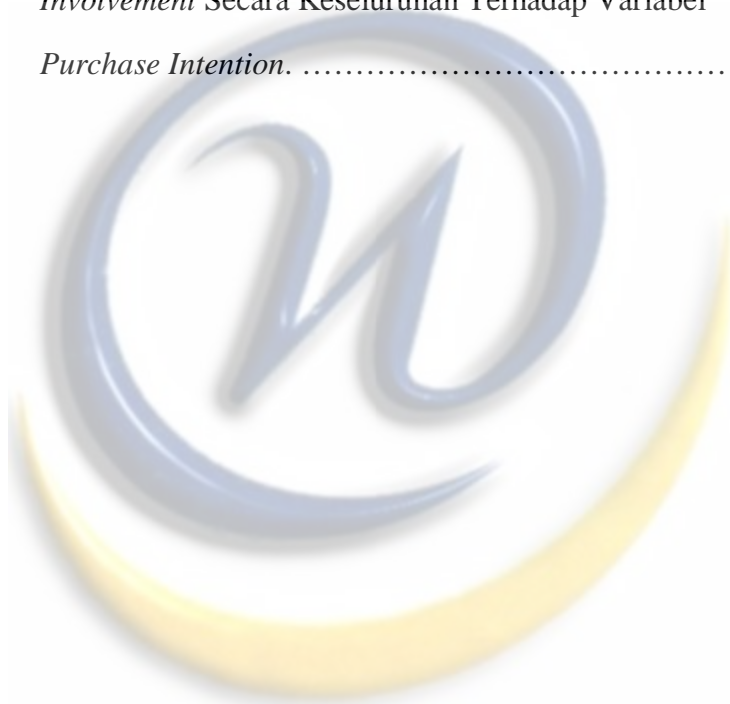 Involvement Secara Keseluruhan Terhadap Variabel
Purchase Intention. ……………………………………